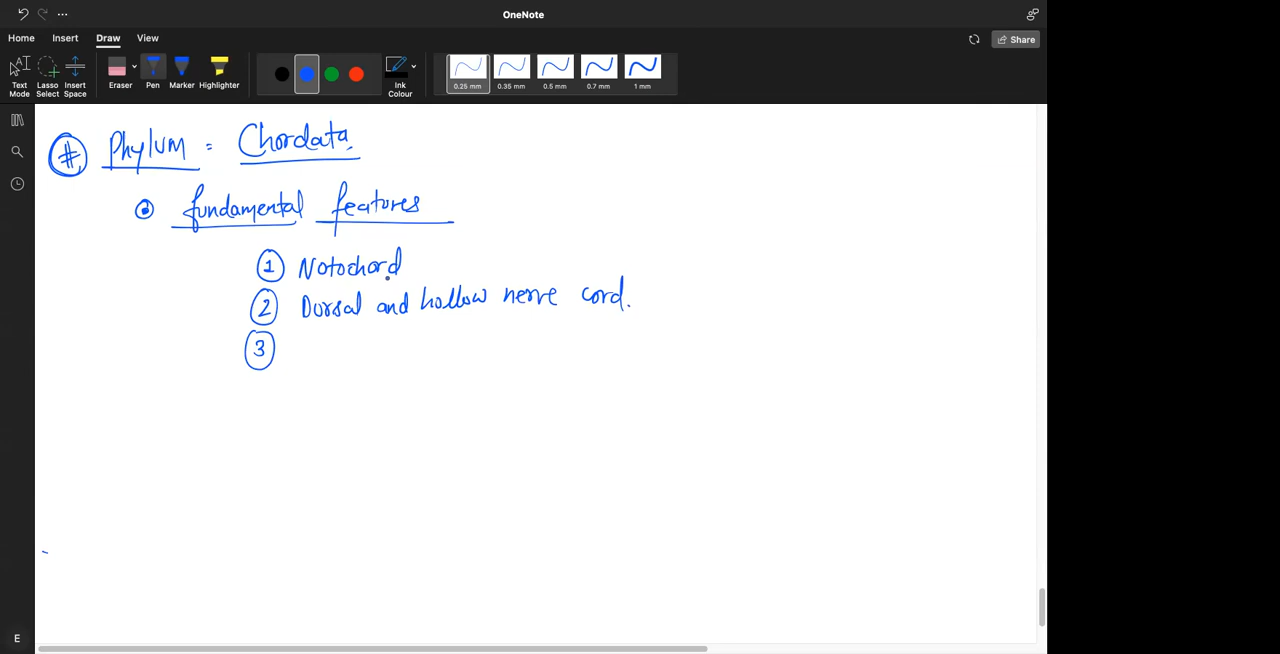 OneNote
Home Insert Draw View
Share
Text Mode Lasso Select Insert Space Eraser Pen Marker Highlighter Ink Colour 0.25 mm 0.35 mm 0.5 mm 0.7 mm 1 mm
# Phylum = Chordata
fundamental features
1 Notochord
2 Dorsal and hollow nerve cord.
3
E